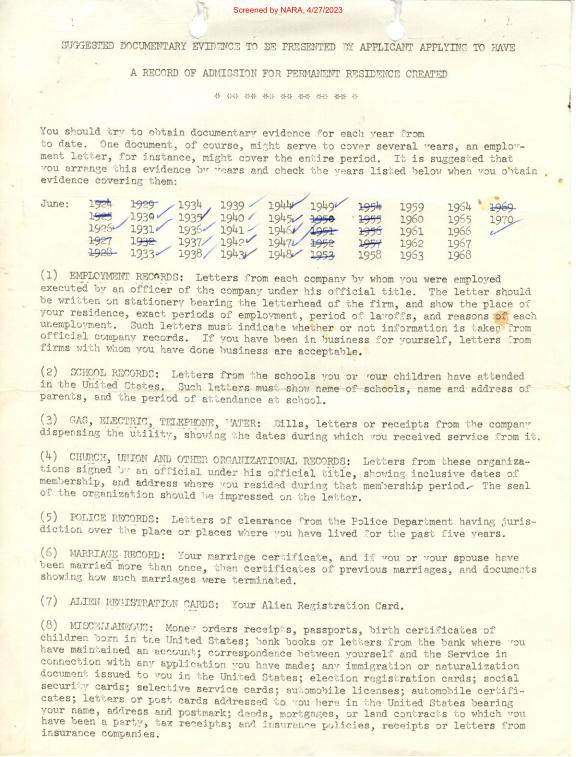 Screened by NARA, 4/27/2023
SUGGESTED DOCUMENTARY EVIDENCE TO BE PRESENTED BY APPLICANT APPLYING TO HAVE
A RECORD OF ADMISSION FOR PERMANENT RESIDENCE CREATED
* ** ** ** ** ** ** *
You should try to obtain documentary evidence for each year from
to date. One document, of course, might serve to cover several years, an employ-
ment letter, for instance, might cover the entire period. It is suggested that
you arrange this evidence by years and check the years listed below when you obtain
evidence covering them:
June: 1924 1929 1934 1939 1944 1949 1954 1959 1964 1969
1925 1930 1935 1940 1945 1950 1955 1960 1965 1970
1926 1931 1936 1941 1946 1951 1956 1961 1966
1927 1932 1937 1942 1947 1952 1957 1962 1967
1928 1933 1938 1943 1948 1953 1958 1963 1968
(1) EMPLOYMENT RECORDS: Letters from each company by whom you were employed
executed by an officer of the company under his official title. The letter should
be written on stationery bearing the letterhead of the firm, and show the place of
your residence, exact periods of employment, period of layoffs, and reasons of each
unemployment. Such letters must indicate whether or not information is taken from
official company records. If you have been in business for yourself, letters from
firms with whom you have done business are acceptable.
(2) SCHOOL RECORDS: Letters from the schools you or your children have attended
in the United States. Such letters must show name of schools, name and address of
parents, and the period of attendance at school.
(3) GAS, ELECTRIC, TELEPHONE, WATER: Bills, letters or receipts from the company
dispensing the utility, showing the dates during which you received service from it.
(4) CHURCH, UNION AND OTHER ORGANIZATIONAL RECORDS: Letters from these organiza-
tions signed by an official under his official title, showing inclusive dates of
membership, and address where you resided during that membership period. The seal
of the organization should be impressed on the letter.
(5) POLICE RECORDS: Letters of clearance from the Police Department having juris-
diction over the place or places where you have lived for the past five years.
(6) MARRIAGE RECORD: Your marriage certificate, and if you or your spouse have
been married more than once, then certificates of previous marriages, and documents
showing how such marriages were terminated.
(7) ALIEN REGISTRATION CARDS: Your Alien Registration Card.
(8) MISCELLANEOUS: Money orders receipts, passports, birth certificates of
children born in the United States; bank books or letters from the bank where you
have maintained an account; correspondence between yourself and the Service in
connection with any application you have made; any immigration or naturalization
document issued to you in the United States; election registration cards; social
security cards; selective service cards; automobile licenses; automobile certifi-
cates; letters or post cards addressed to you here in the United States bearing
your name, address and postmark; deeds, mortgages, or land contracts to which you
have been a party, tax receipts; and insurance policies, receipts or letters from
insurance companies.